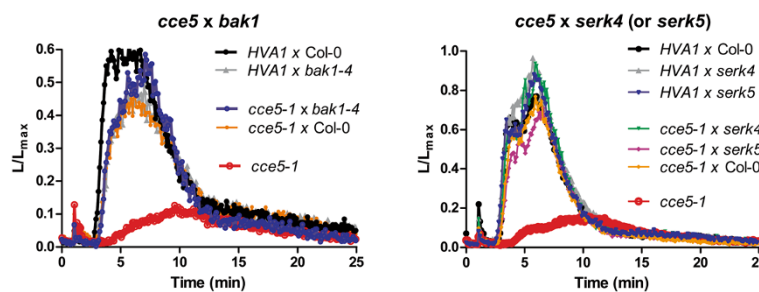 cce5 x bak1
L/Lmax
0.6
0.5
0.4
0.3
0.2
0.1
0.0
0
5
10
15
20
25
Time (min)
HVA1 x Col-0
HVA1 x bak1-4
cce5-1 x bak1-4
cce5-1 x Col-0
cce5-1
cce5 x serk4 (or serk5)
L/Lmax
1.0
0.8
0.6
0.4
0.2
0.0
0
5
10
15
20
25
Time (min)
HVA1 x Col-0
HVA1 x serk4
HVA1 x serk5
cce5-1 x serk4
cce5-1 x serk5
cce5-1 x Col-0
cce5-1